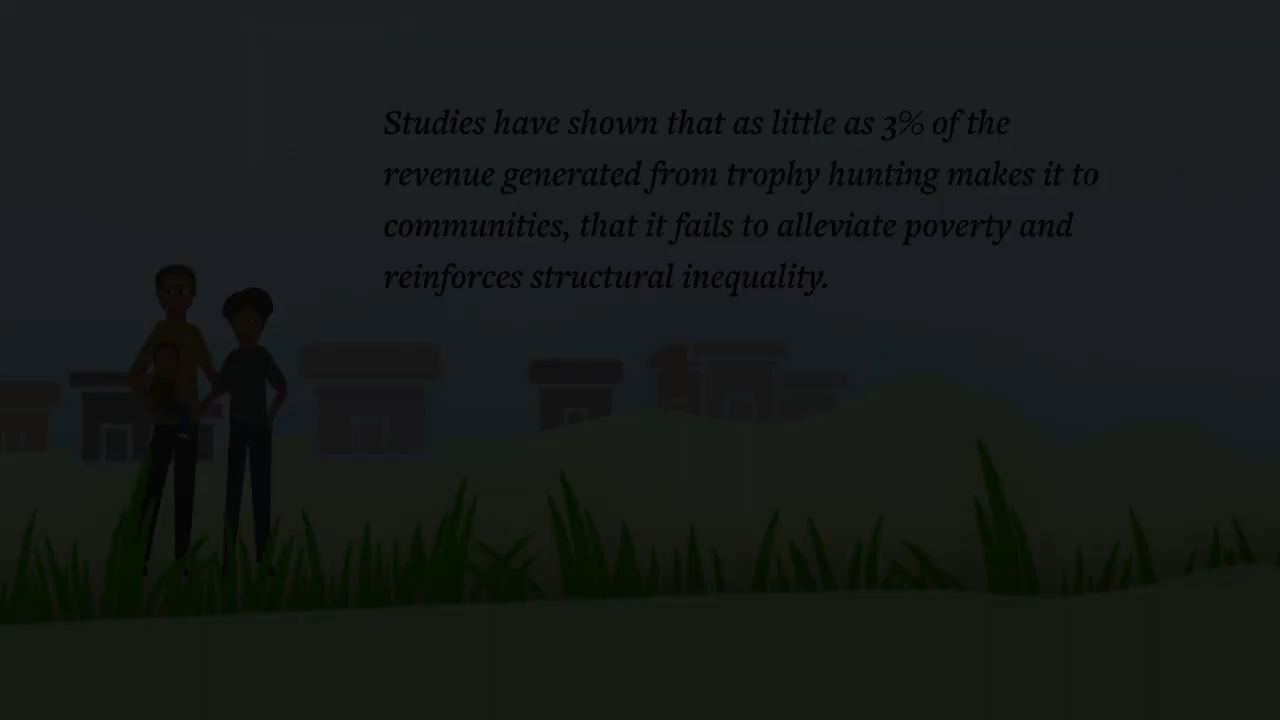 Studies have shown that as little as 3% of the
revenue generated from trophy hunting makes it to
communities, that it fails to alleviate poverty and
reinforces structural inequality.